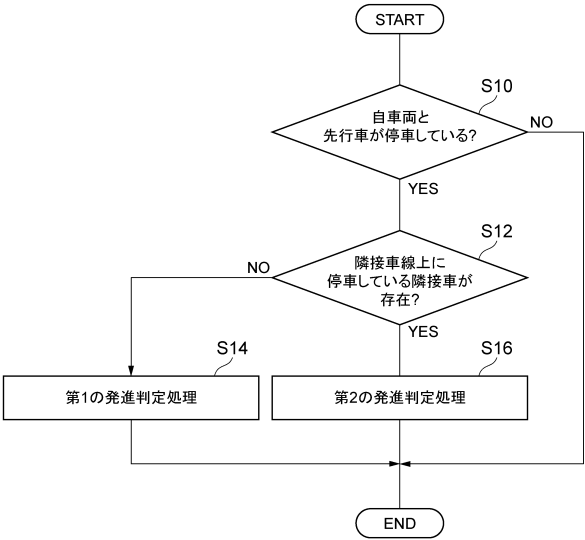 START
S10
自車両と
先行車が停車している?
NO
YES
S12
隣接車線上に
停車している隣接車が
存在?
NO
YES
S14
第1の発進判定処理
S16
第2の発進判定処理
END